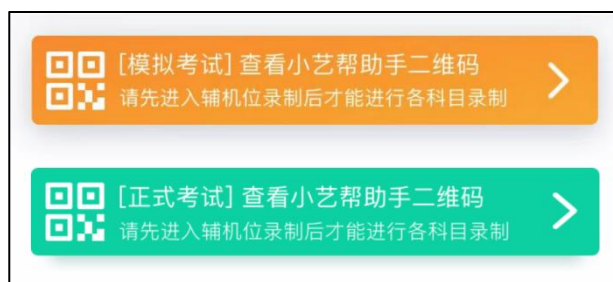 [模拟考试] 查看小艺帮助手二维码
请先进入辅机位录制后才能进行各科目录制
[正式考试] 查看小艺帮助手二维码
请先进入辅机位录制后才能进行各科目录制